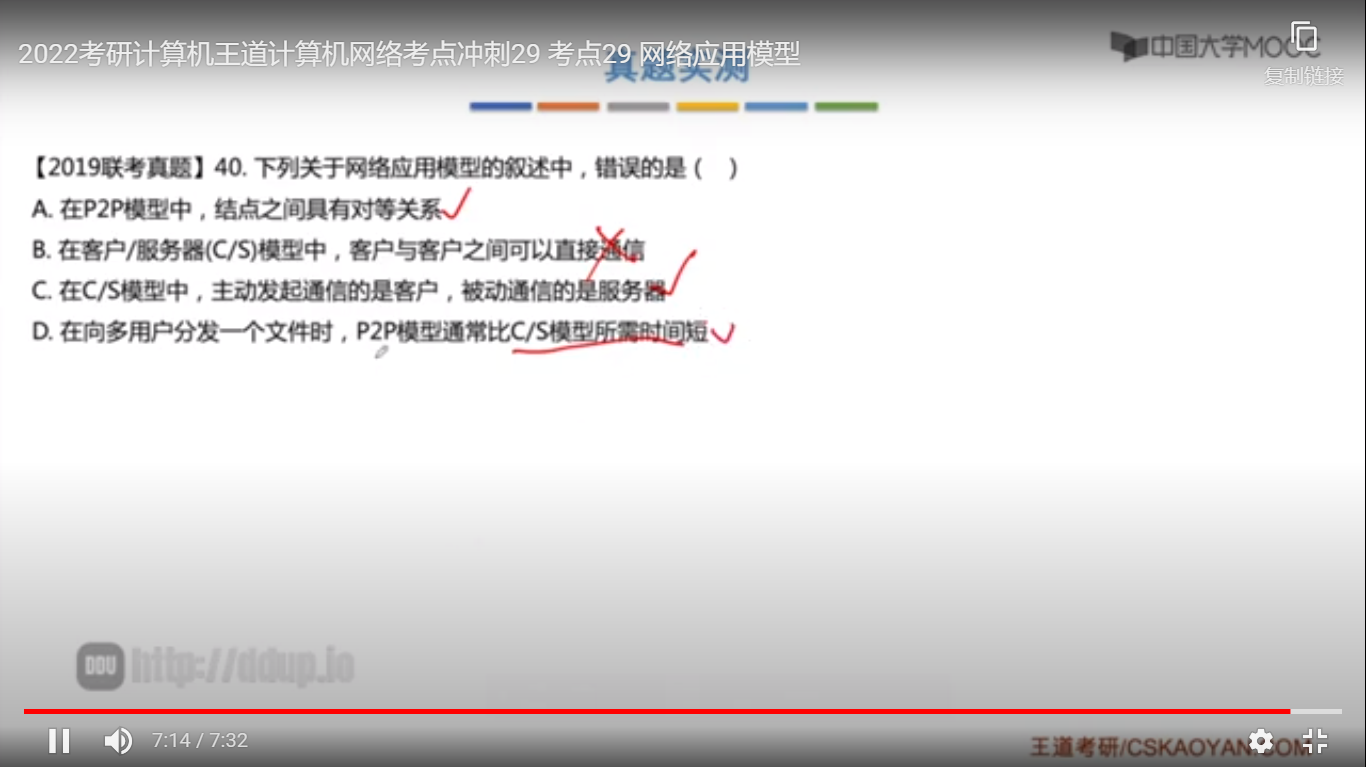 2022考研计算机王道计算机网络考点冲刺29 考点29 网络应用模型
中国大学MOOC
复制链接
真题实测
【2019联考真题】40. 下列关于网络应用模型的叙述中，错误的是 ( )
A. 在P2P模型中，结点之间具有对等关系
B. 在客户/服务器(C/S)模型中，客户与客户之间可以直接通信
C. 在C/S模型中，主动发起通信的是客户，被动通信的是服务器
D. 在向多用户分发一个文件时，P2P模型通常比C/S模型所需时间短
DDU http://ddup.io
7:14 / 7:32
王道考研/CSKAOYAN.COM